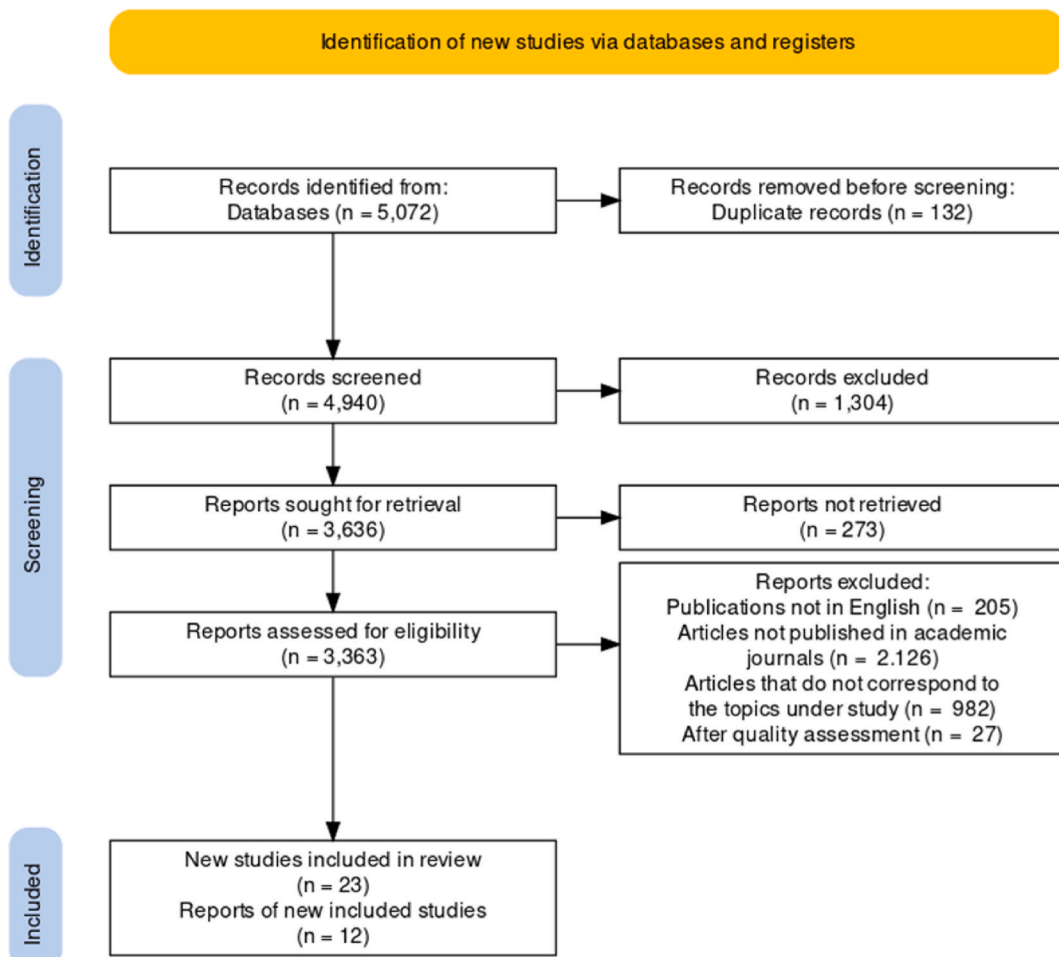 Identification of new studies via databases and registers
Identification
Records identified from:
Databases (n = 5,072)
Records removed before screening:
Duplicate records (n = 132)
Screening
Records screened
(n = 4,940)
Records excluded
(n = 1,304)
Reports sought for retrieval
(n = 3,636)
Reports not retrieved
(n = 273)
Reports assessed for eligibility
(n = 3,363)
Reports excluded:
Publications not in English (n = 205)
Articles not published in academic
journals (n = 2.126)
Articles that do not correspond to
the topics under study (n = 982)
After quality assessment (n = 27)
Included
New studies included in review
(n = 23)
Reports of new included studies
(n = 12)